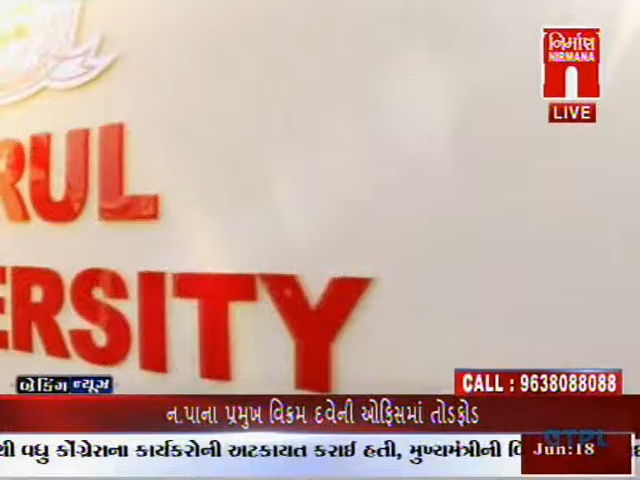 નિર્માણ
NIRMANA
LIVE
RUL
ERSITY
બ્રેકિંગ ન્યૂઝ
CALL : 9638088088
ન.પાના પ્રમુખ વિક્રમ દવેની ઓફિસમાં તોડફોડ
થી વધુ કોંગ્રેસના કાર્યકરોની અટકાયત કરાઈ હતી, મુખ્યમંત્રીની
GTPL
Jun:18